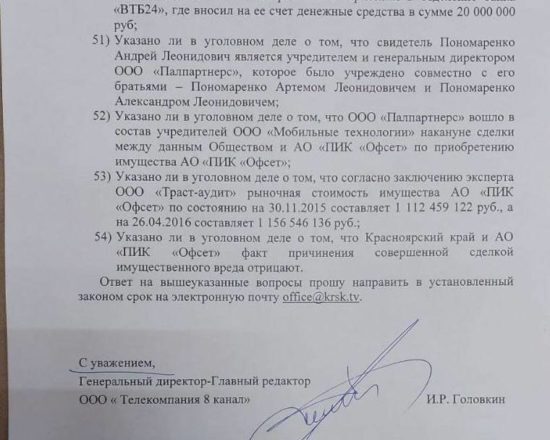 «ВТБ24», где вносил на ее счет денежные средства в сумме 20 000 000
руб;
51) Указано ли в уголовном деле о том, что свидетель Пономаренко
Андрей Леонидович является учредителем и генеральным директором
ООО «Палпартнерс», которое было учреждено совместно с его
братьями – Пономаренко Артемом Леонидовичем и Пономаренко
Александром Леонидовичем;
52) Указано ли в уголовном деле о том, что ООО «Палпартнерс» вошло в
состав учредителей ООО «Мобильные технологии» накануне сделки
между данным Обществом и АО «ПИК «Офсет» по приобретению
имущества АО «ПИК «Офсет»;
53) Указано ли в уголовном деле о том, что согласно заключению эксперта
ООО «Траст-аудит» рыночная стоимость имущества АО «ПИК
«Офсет» по состоянию на 30.11.2015 составляет 1 112 459 122 руб., а
на 26.04.2016 составляет 1 156 546 136 руб.;
54) Указано ли в уголовном деле о том, что Красноярский край и АО
«ПИК «Офсет» факт причинения совершенной сделкой
имущественного вреда отрицают.
Ответ на вышеуказанные вопросы прошу направить в установленный
законом срок на электронную почту office@krsk.tv.
С уважением,
Генеральный директор-Главный редактор
ООО « Телекомпания 8 канал»
И.Р. Головкин